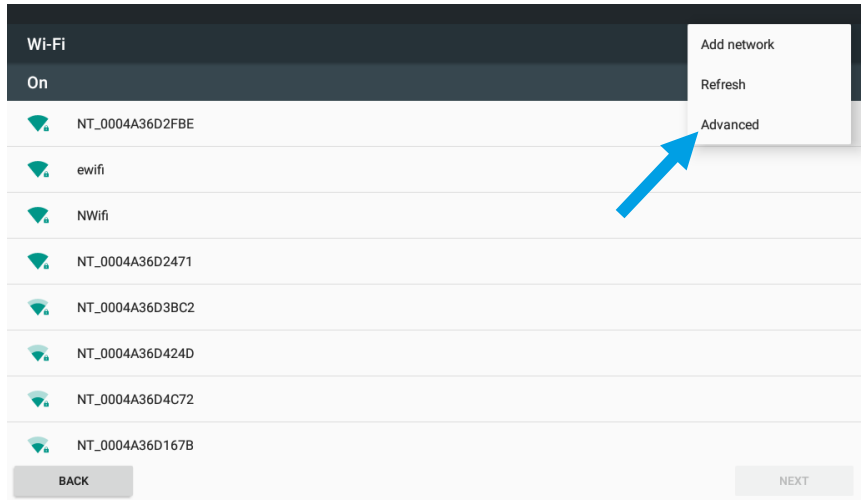 Wi-Fi
Add network
On
Refresh
Advanced
NT_0004A36D2FBE
ewifi
NWifi
NT_0004A36D2471
NT_0004A36D3BC2
NT_0004A36D424D
NT_0004A36D4C72
NT_0004A36D167B
BACK
NEXT